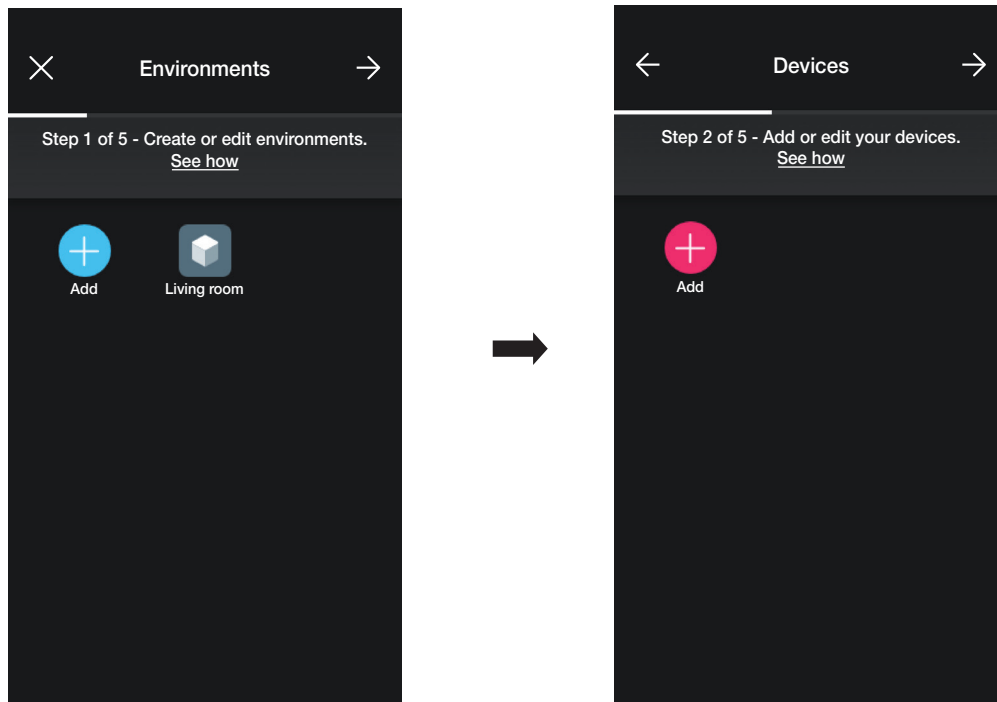 Environments
Step 1 of 5 - Create or edit environments.
See how
Add
Living room
Devices
Step 2 of 5 - Add or edit your devices.
See how
Add